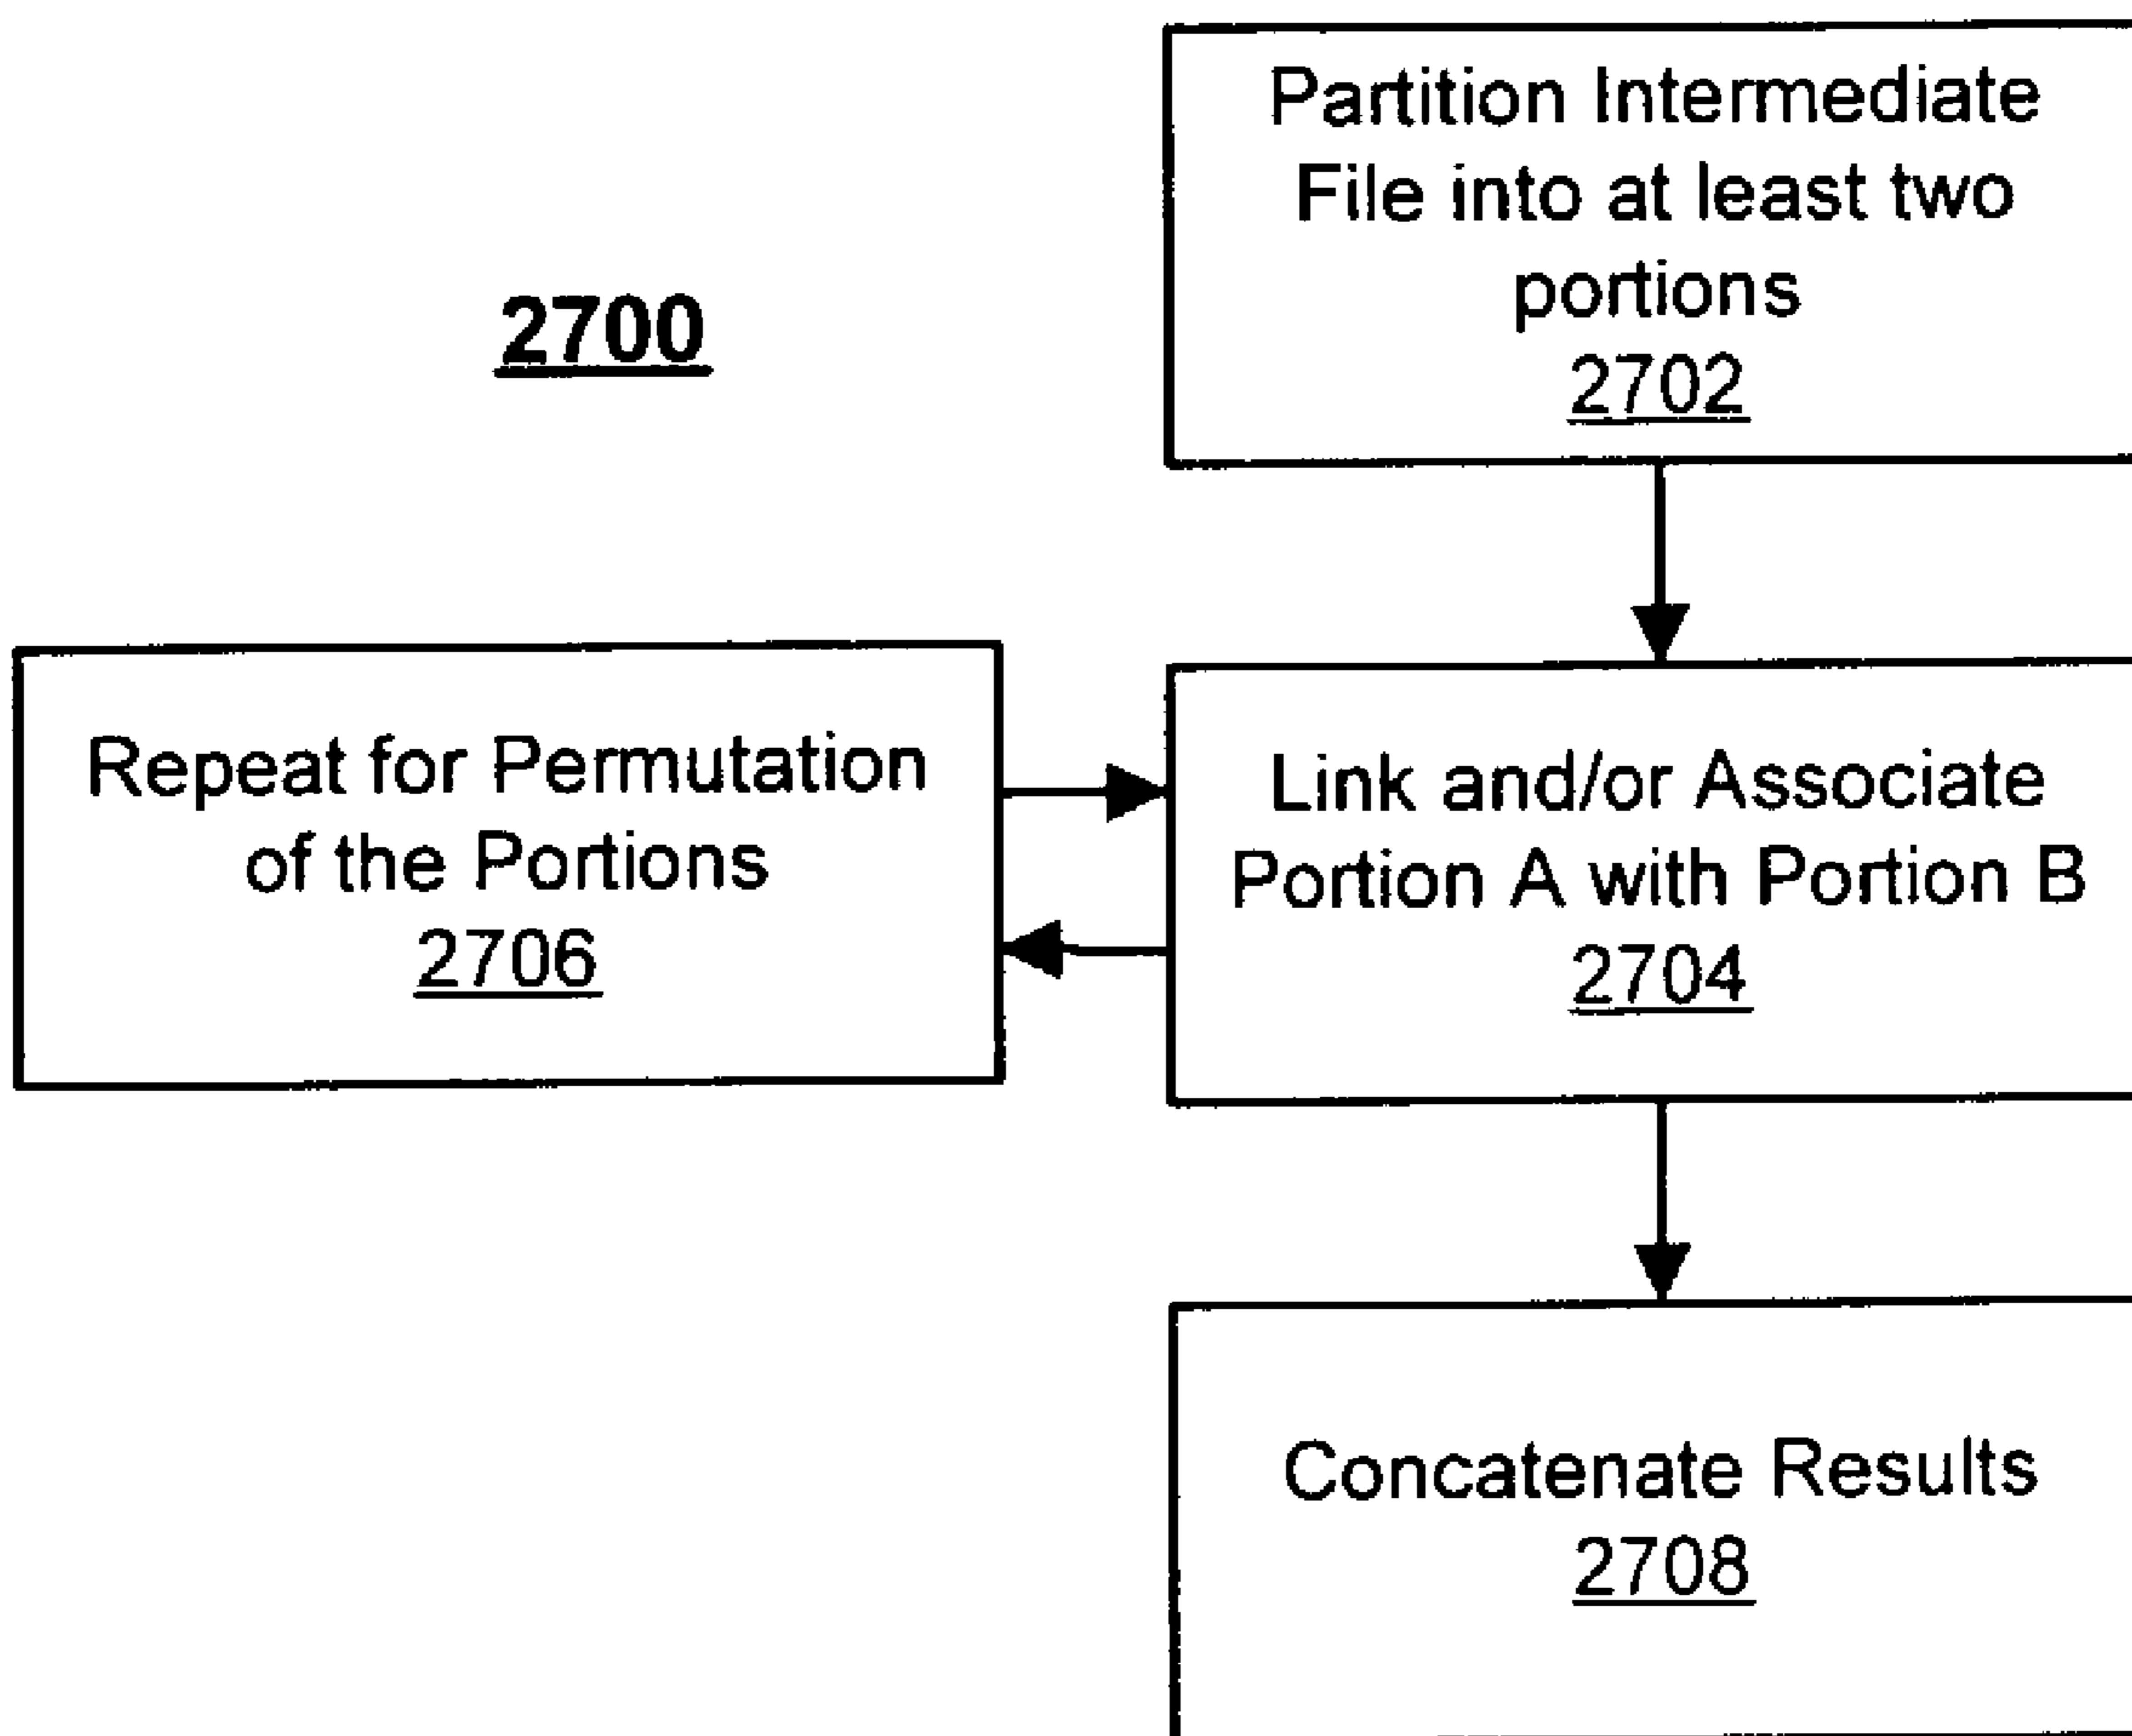 Partition Intermediate
File into at least two
portions
2702
2700
Repeat for Permutation
of the Portions
2706
Link and/or Associate
Portion A with Portion B
2704
Concatenate Results
2708